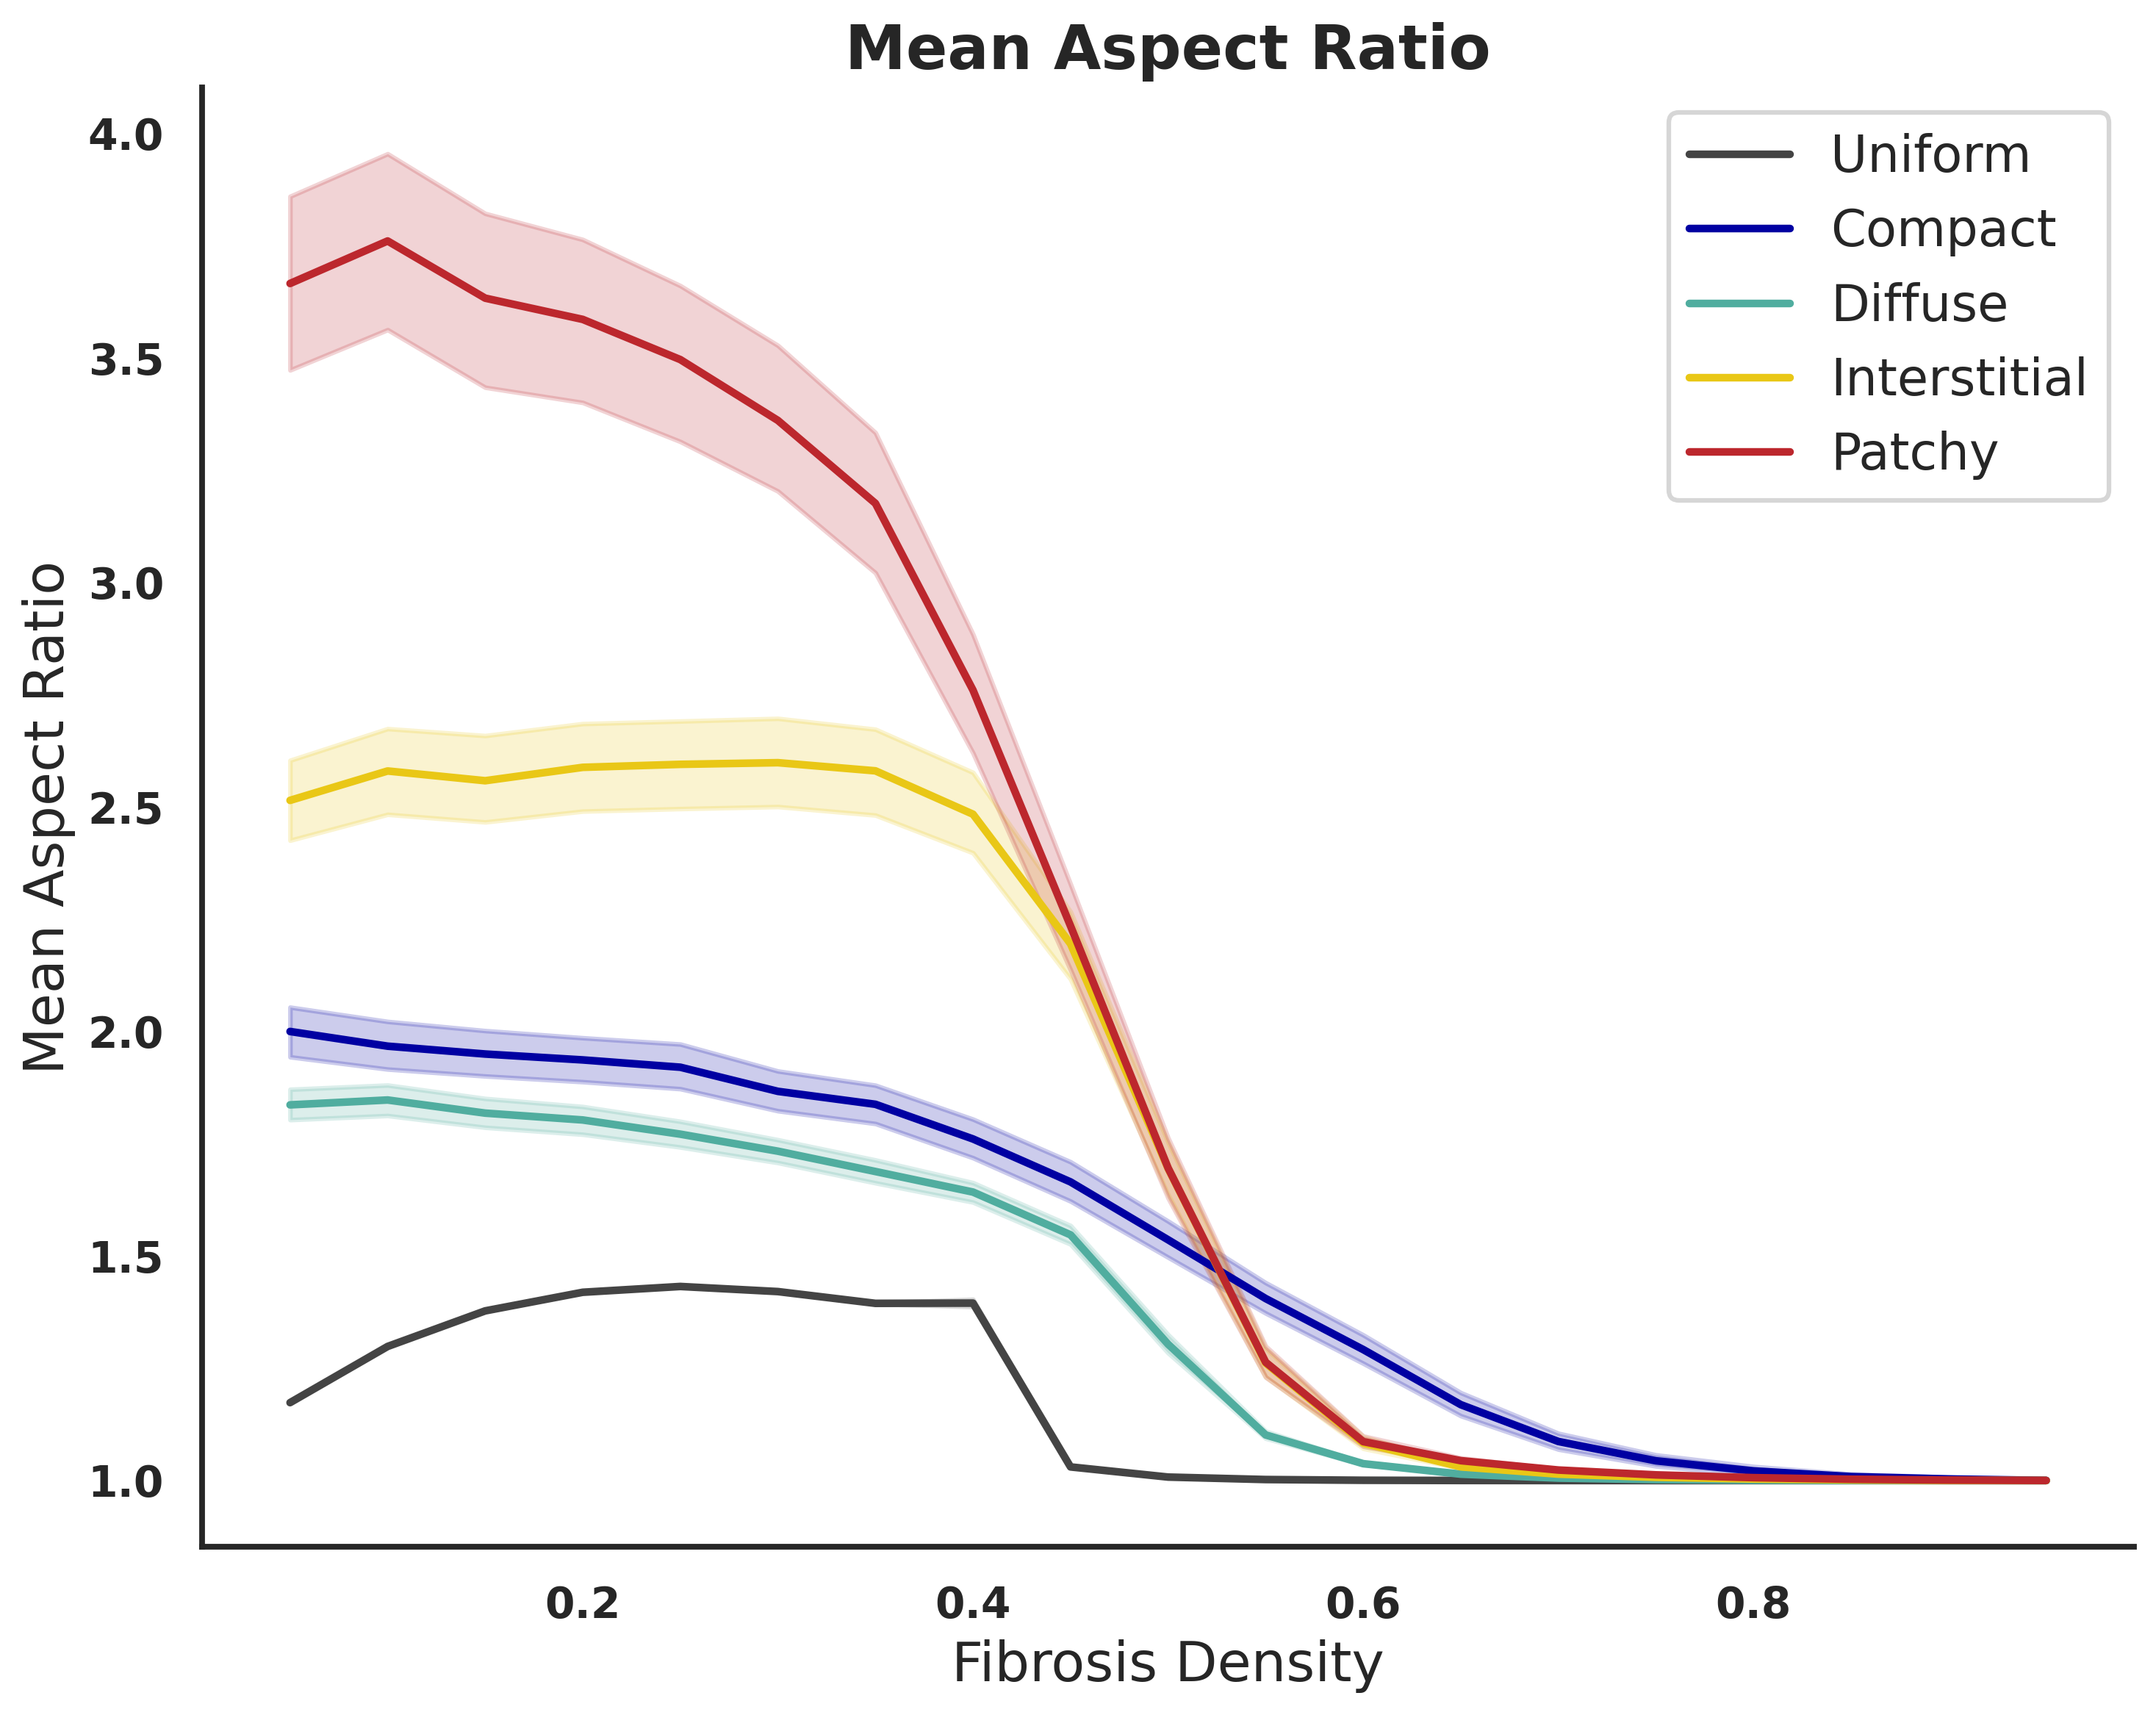 Mean Aspect Ratio
4.0
3.5
3.0
2.5
2.0
1.5
1.0
Mean Aspect Ratio
Uniform
Compact
Diffuse
Interstitial
Patchy
0.2
0.4
0.6
0.8
Fibrosis Density